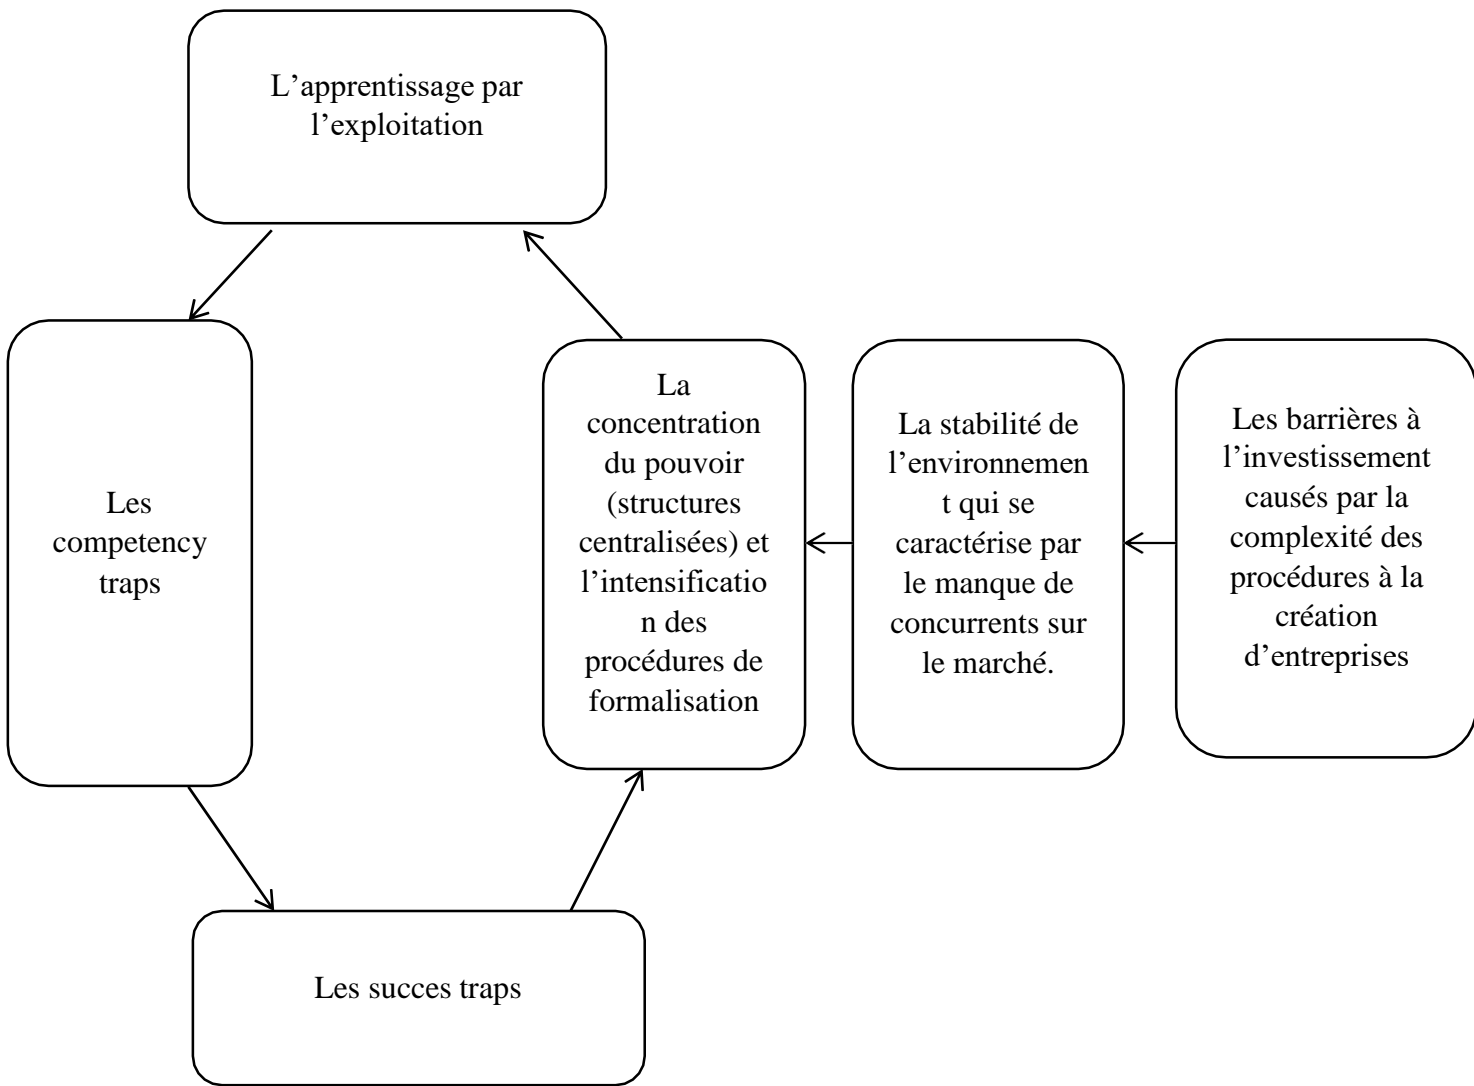 L’apprentissage par
l’exploitation
Les
competency
traps
La
concentration
du pouvoir
(structures
centralisées) et
l’intensificatio
n des
procédures de
formalisation
La stabilité de
l’environnemen
t qui se
caractérise par
le manque de
concurrents sur
le marché.
Les barrières à
l’investissement
causés par la
complexité des
procédures à la
création
d’entreprises
Les succes traps